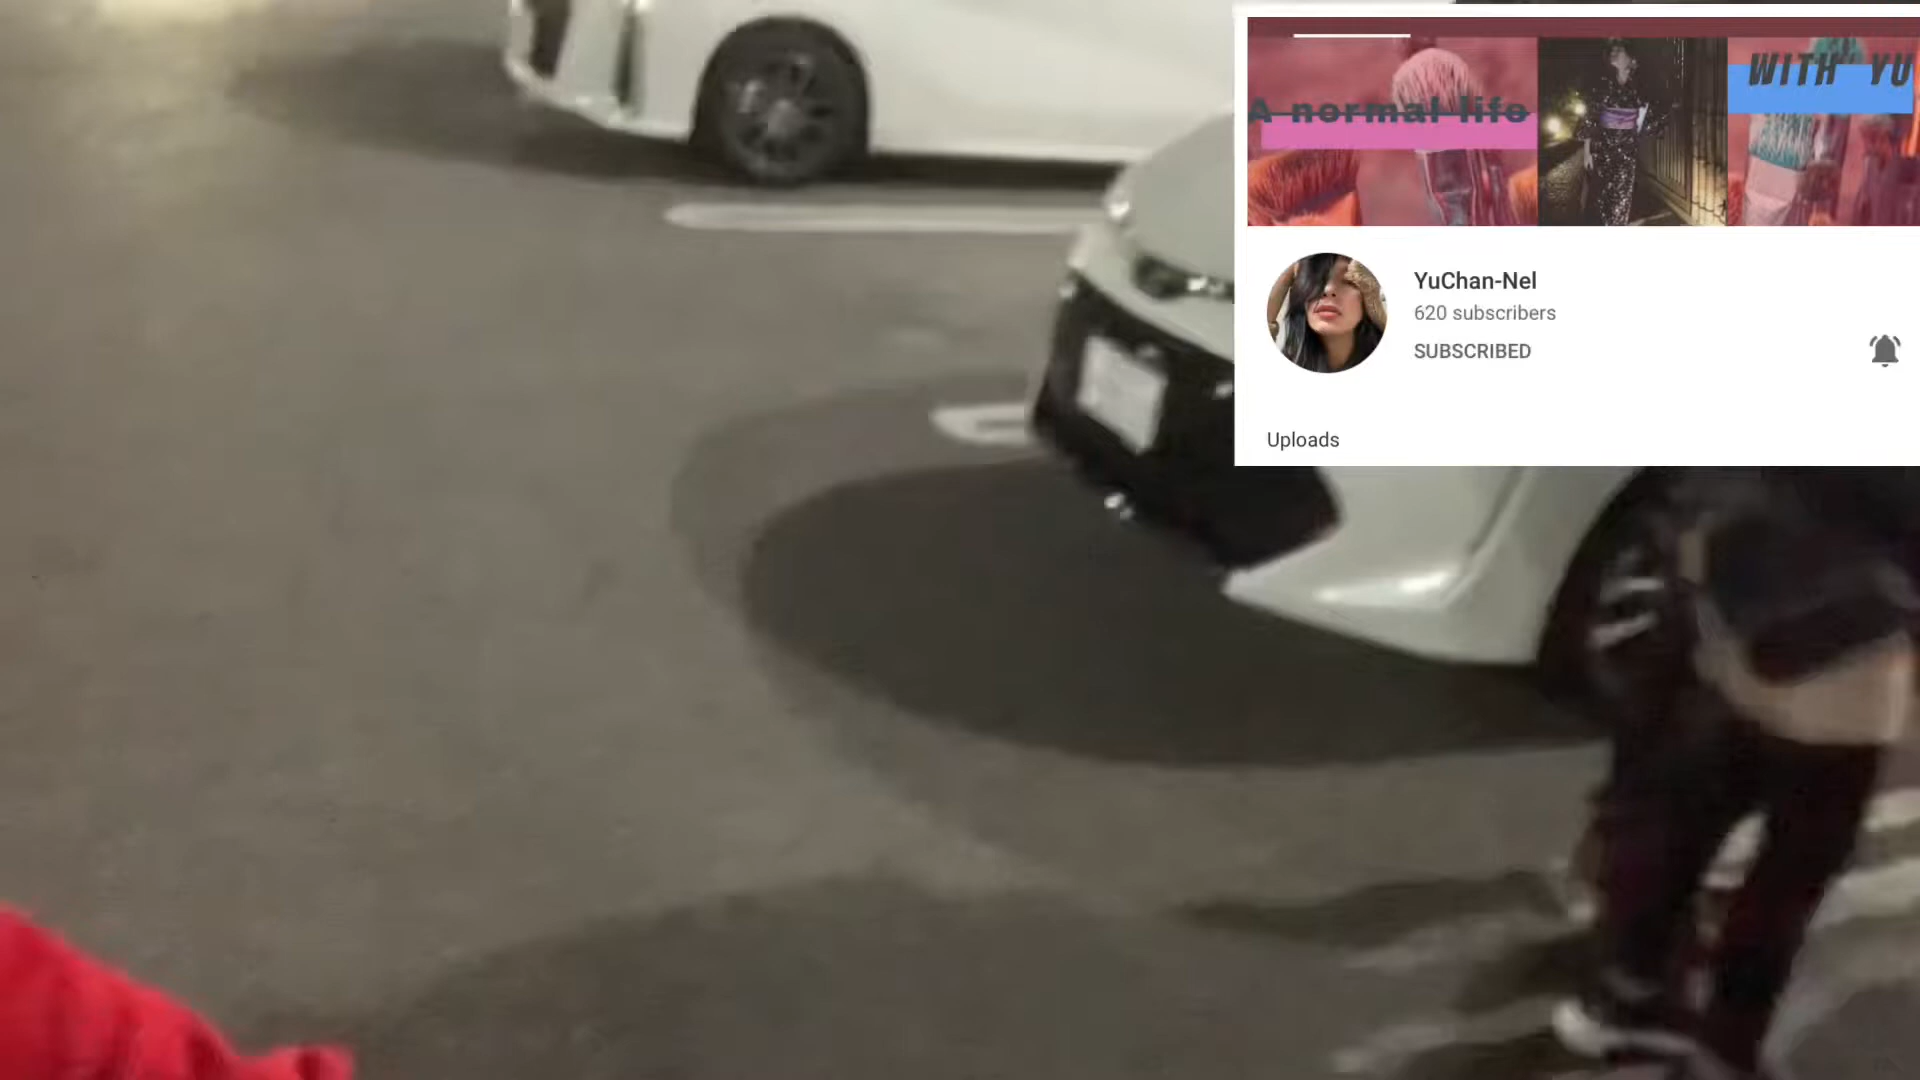 A normal life
WITH YU
YuChan-Nel
620 subscribers
SUBSCRIBED
Uploads